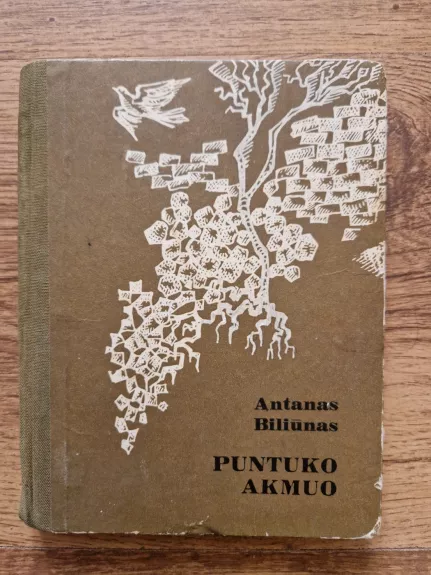 Antanas
Biliūnas
PUNTUKO
AKMUO